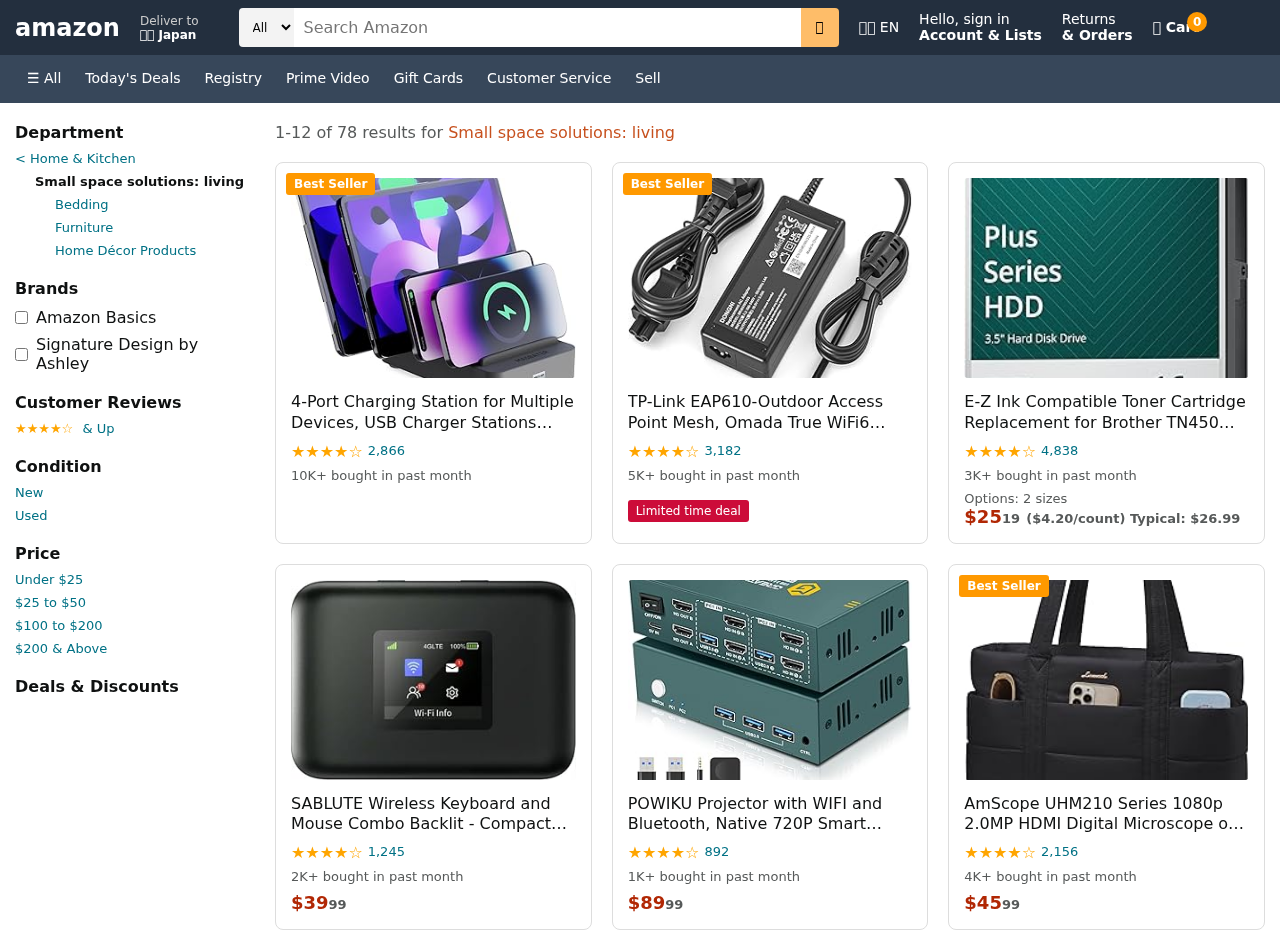 amazon
Deliver to
Japan
All
Search Amazon
EN
Hello, sign in
Account & Lists
Returns
& Orders
0
☰ All
Today's Deals
Registry
Prime Video
Gift Cards
Customer Service
Sell
Department
< Home & Kitchen
Small space solutions: living
Bedding
Furniture
Home Décor Products
Brands
Amazon Basics
Signature Design by
Ashley
Customer Reviews
★★★★☆ & Up
Condition
New
Used
Price
Under $25
$25 to $50
$100 to $200
$200 & Above
Deals & Discounts
1-12 of 78 results for Small space solutions: living
Best Seller
4-Port Charging Station for Multiple
Devices, USB Charger Stations...
★★★★☆ 2,866
10K+ bought in past month
Best Seller
TP-Link EAP610-Outdoor Access
Point Mesh, Omada True WiFi6...
★★★★☆ 3,182
5K+ bought in past month
Limited time deal
Plus
Series
HDD
3.5" Hard Disk Drive
E-Z Ink Compatible Toner Cartridge
Replacement for Brother TN450...
★★★★☆ 4,838
3K+ bought in past month
Options: 2 sizes
$25 19 ($4.20/count) Typical: $26.99
4GLTE 100%
Wi-Fi Info
SABLUTE Wireless Keyboard and
Mouse Combo Backlit - Compact...
★★★★☆ 1,245
2K+ bought in past month
$39 99
POWIKU Projector with WIFI and
Bluetooth, Native 720P Smart...
★★★★☆ 892
1K+ bought in past month
$89 99
Best Seller
AmScope UHM210 Series 1080p
2.0MP HDMI Digital Microscope o...
★★★★☆ 2,156
4K+ bought in past month
$45 99